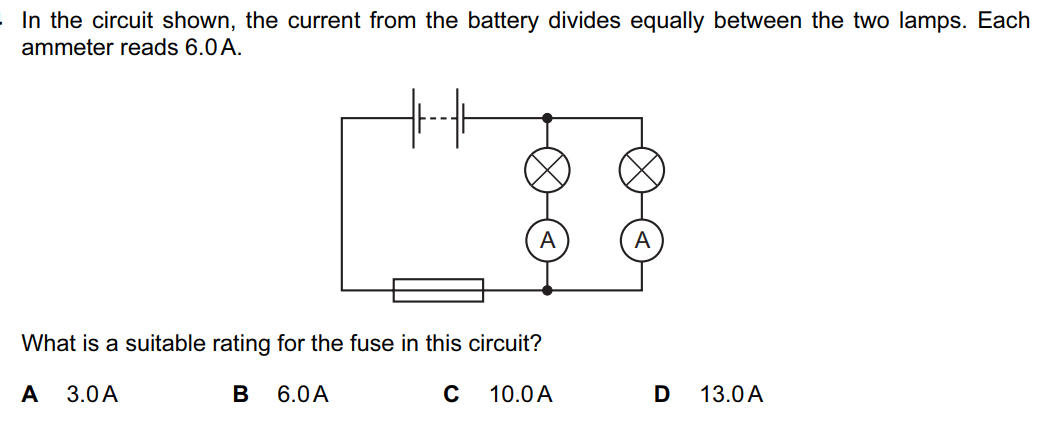 In the circuit shown, the current from the battery divides equally between the two lamps. Each
ammeter reads 6.0 A.
A A
What is a suitable rating for the fuse in this circuit?
A 3.0 A B 6.0 A C 10.0 A D 13.0 A